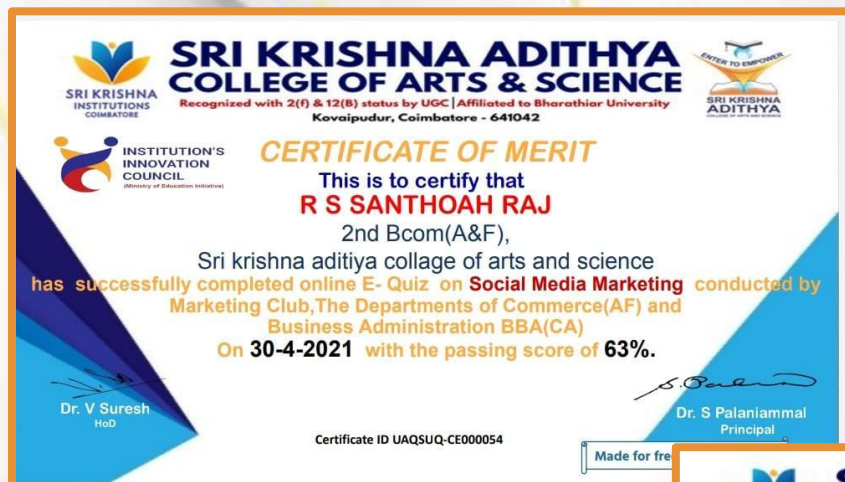 SRI KRISHNA ADITHYA
COLLEGE OF ARTS & SCIENCE
Recognized with 2(f) & 12(B) status by UGC | Affiliated to Bharathiar University
Kovaipudur, Coimbatore - 641042
SRI KRISHNA
INSTITUTIONS
COIMBATORE
ENTER TO EMPOWER
SRI KRISHNA
ADITHYA
COLLEGE OF ARTS AND SCIENCE
INSTITUTION'S
INNOVATION
COUNCIL
(Ministry of Education Initiative)
CERTIFICATE OF MERIT
This is to certify that
R S SANTHOAH RAJ
2nd Bcom(A&F),
Sri krishna aditiya collage of arts and science
has successfully completed online E- Quiz on Social Media Marketing conducted by
Marketing Club,The Departments of Commerce(AF) and
Business Administration BBA(CA)
On 30-4-2021 with the passing score of 63%.
Dr. V Suresh
HoD
Dr. S Palaniammal
Principal
Certificate ID UAQSUQ-CE000054
Made for fre